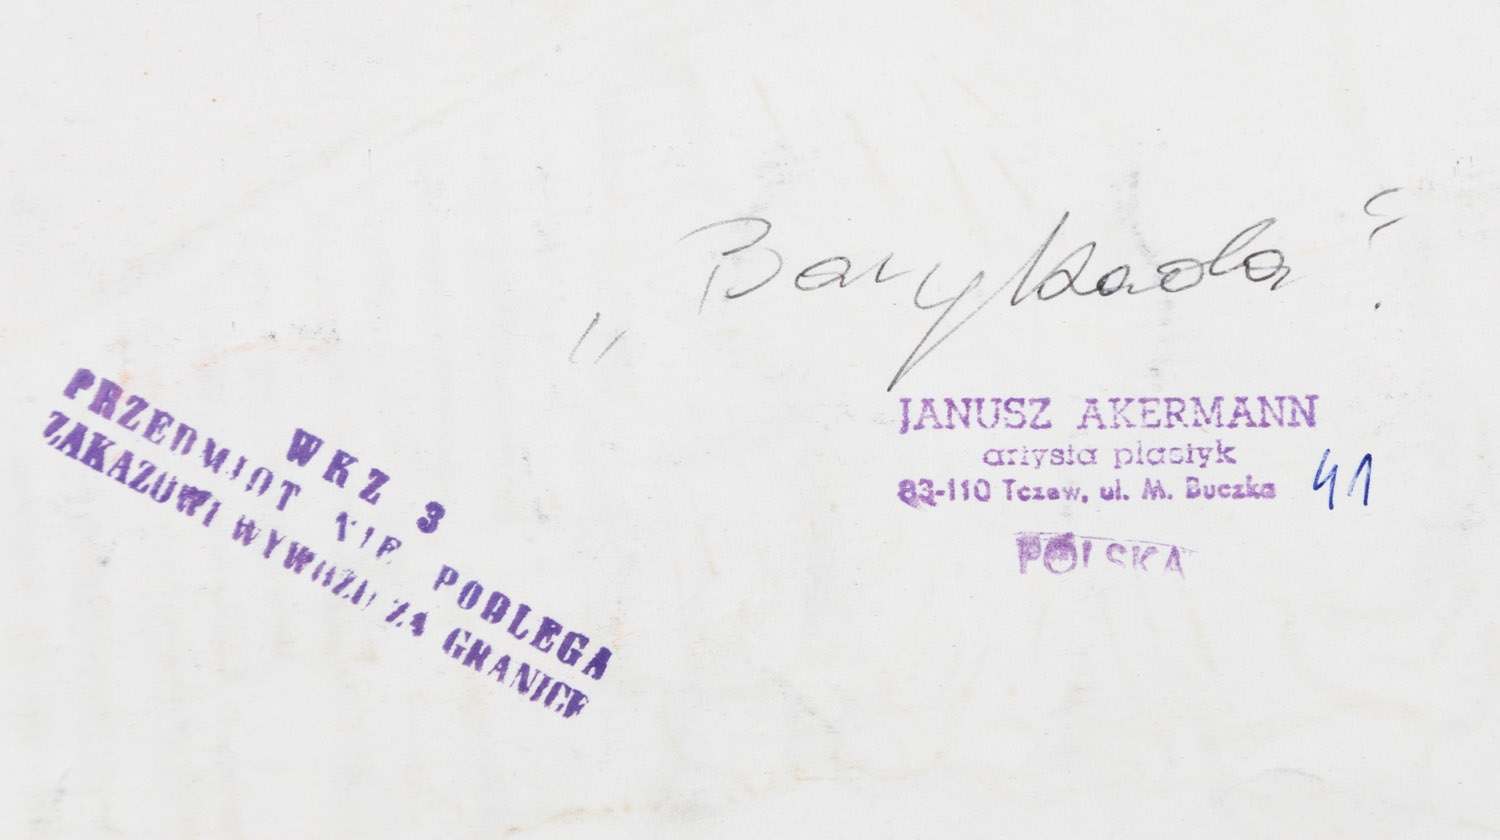 „Barykada"
JANUSZ AKERMANN
artysta plastyk
83-110 Tczew, ul. M. Buczka 41
POLSKA
WKZ 3
PRZEDMIOT NIE PODLEGA
ZAKAZOWI WYWOZU ZA GRANICE